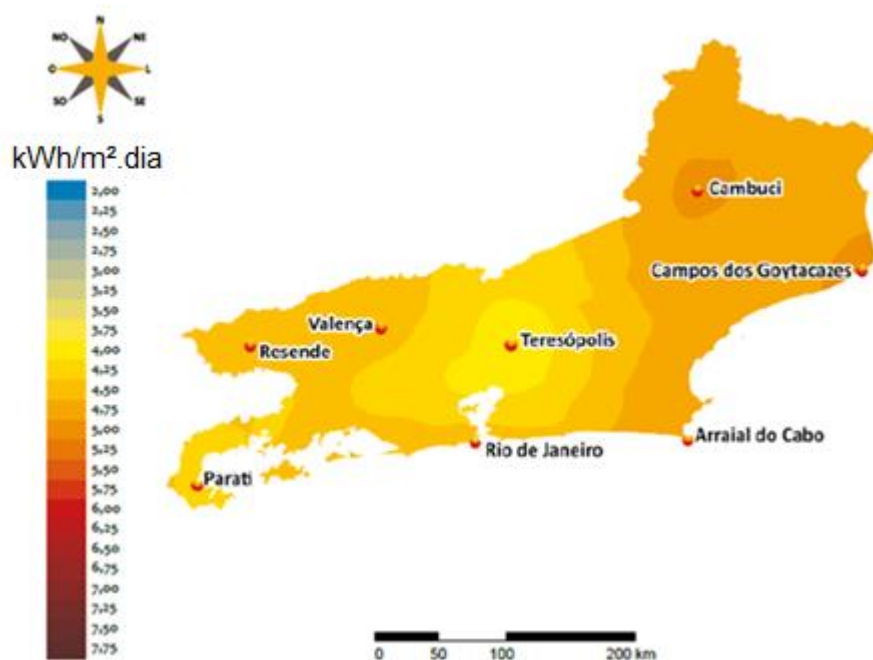 N
NO
NE
O
L
SO
SE
S
kWh/m².dia
2,00
2,25
2,50
2,75
3,00
3,25
3,50
3,75
4,00
4,25
4,50
4,75
5,00
5,25
5,50
5,75
6,00
6,25
6,50
6,75
7,00
7,25
7,50
7,75
Cambuci
Campos dos Goytacazes
Valença
Resende
Teresópolis
Rio de Janeiro
Arraial do Cabo
Parati
0 50 100 200 km